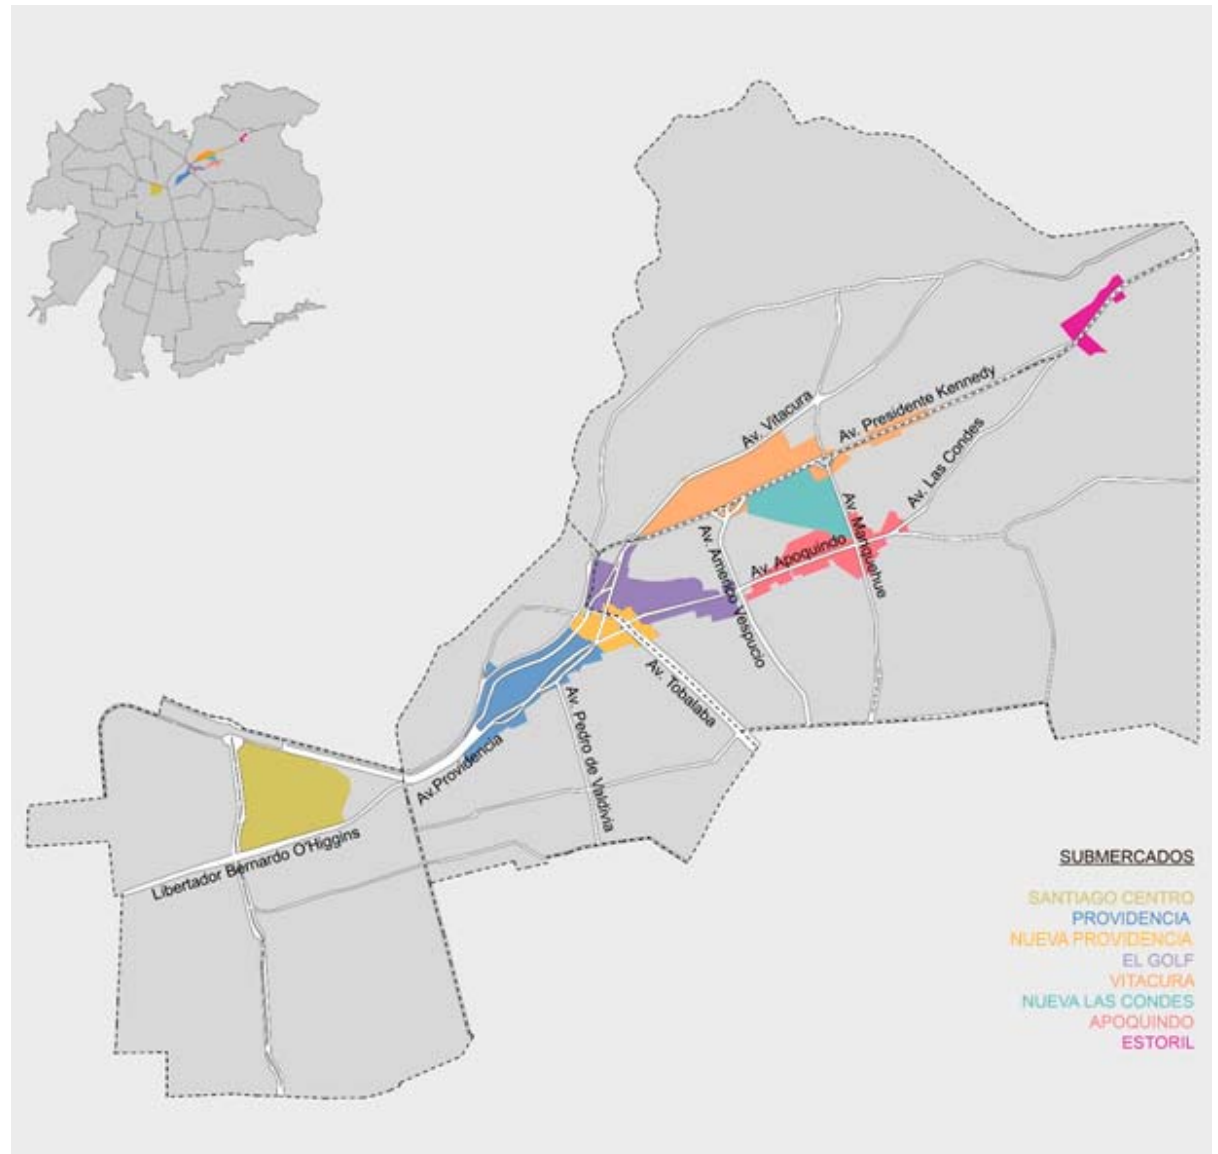 Av. Vitacura
Av. Presidente Kennedy
Av. Las Condes
Av. Manquehue
Av. Apoquindo
Av. Americo Vespucio
Av. Tobalaba
Av. Pedro de Valdivia
Av.Providencia
Libertador Bernardo O'Higgins
SUBMERCADOS
SANTIAGO CENTRO
PROVIDENCIA
NUEVA PROVIDENCIA
EL GOLF
VITACURA
NUEVA LAS CONDES
APOQUINDO
ESTORIL